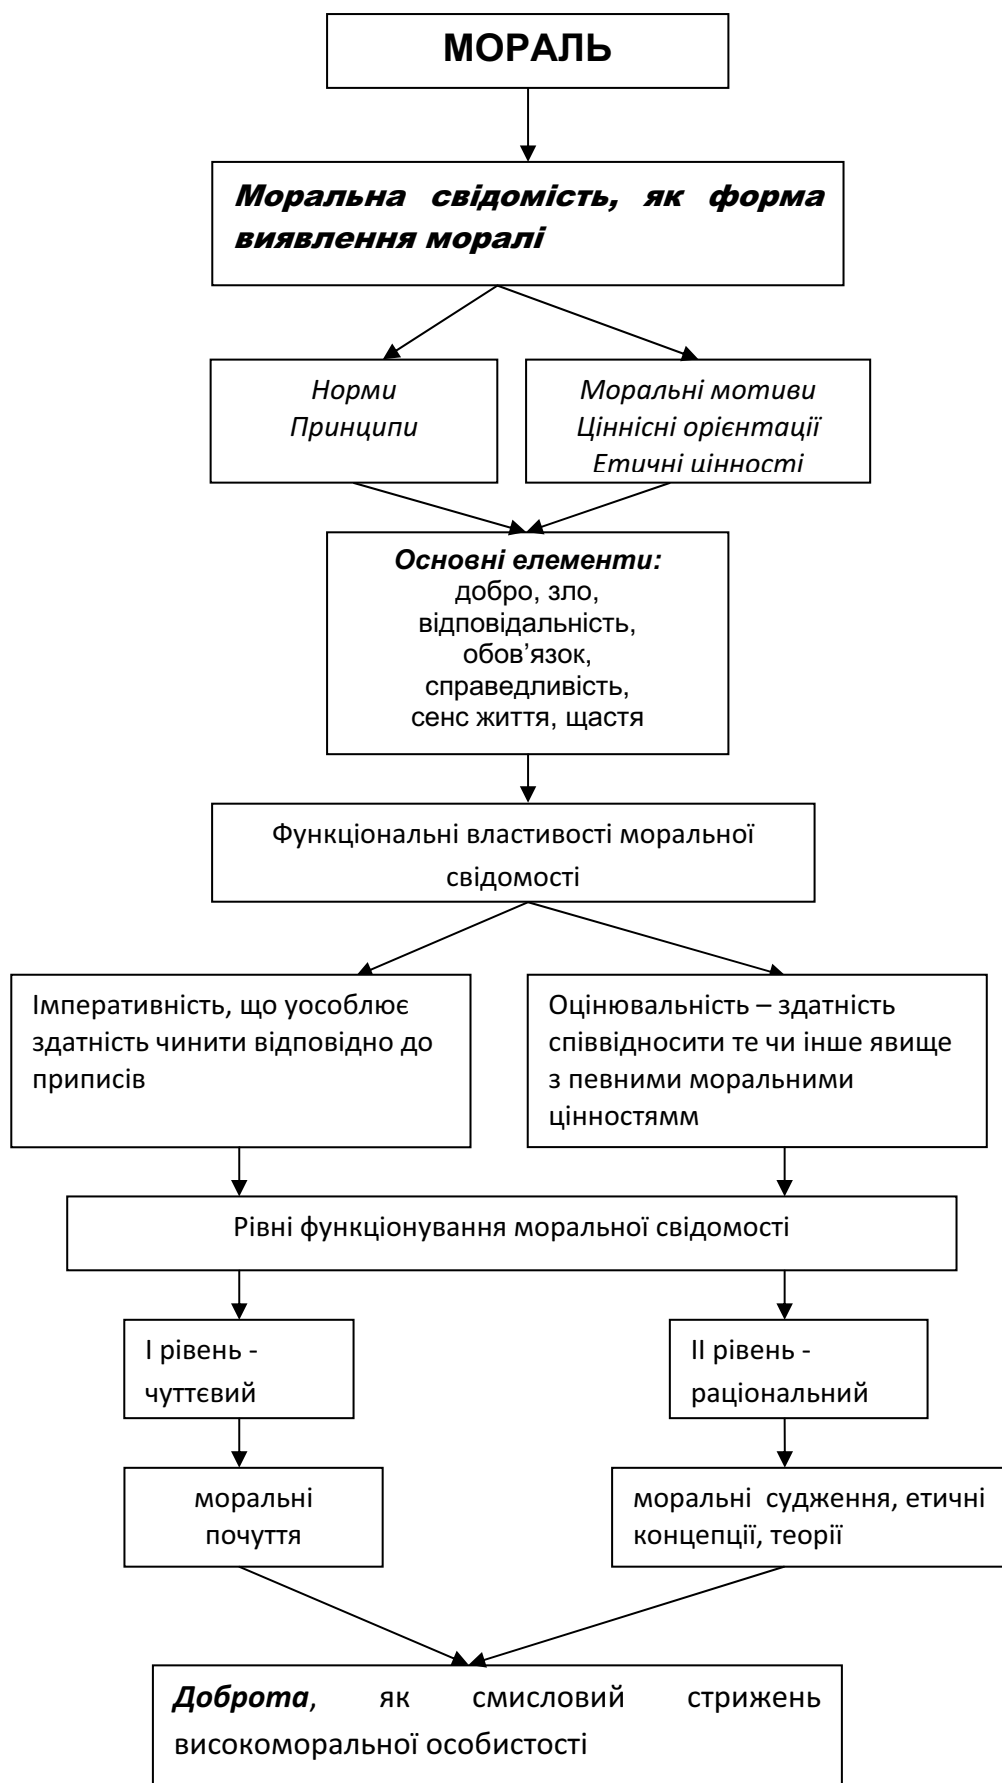 МОРАЛЬ
Моральна свідомість, як форма
виявлення моралі
Норми
Принципи
Моральні мотиви
Ціннісні орієнтації
Етичні цінності
Основні елементи:
добро, зло,
відповідальність,
обов’язок,
справедливість,
сенс життя, щастя
Функціональні властивості моральної
свідомості
Імперативність, що уособлює
здатність чинити відповідно до
приписів
Оцінювальність – здатність
співвідносити те чи інше явище
з певними моральними
цінностямм
Рівні функціонування моральної свідомості
І рівень -
чуттєвий
ІІ рівень -
раціональний
моральні
почуття
моральні судження, етичні
концепції, теорії
Доброта, як смисловий стрижень
високоморальної особистості